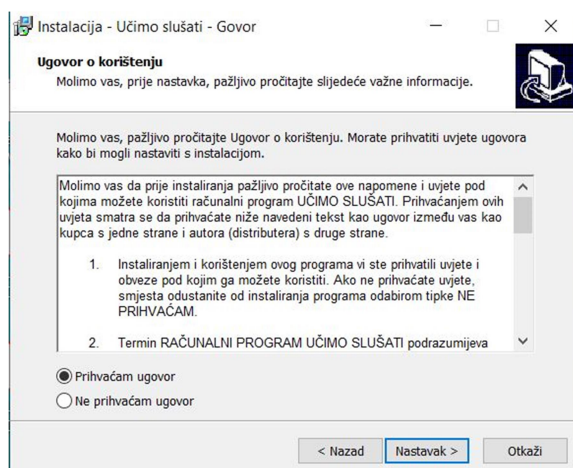 Instalacija - Učimo slušati - Govor
Ugovor o korištenju
Molimo vas, prije nastavka, pažljivo pročitajte slijedeće važne informacije.
Molimo vas, pažljivo pročitajte Ugovor o korištenju. Morate prihvatiti uvjete ugovora
kako bi mogli nastaviti s instalacijom.
Molimo vas da prije instaliranja pažljivo pročitate ove napomene i uvjete pod
kojima možete koristiti računalni program UČIMO SLUŠATI. Prihvaćanjem ovih
uvjeta smatra se da prihvaćate niže navedeni tekst kao ugovor između vas kao
kupca s jedne strane i autora (distributera) s druge strane.
1. Instaliranjem i korištenjem ovog programa vi ste prihvatili uvjete i
obveze pod kojim ga možete koristiti. Ako ne prihvaćate uvjete,
smjesta odustanite od instaliranja programa odabirom tipke NE
PRIHVAĆAM.
2. Termin RAČUNALNI PROGRAM UČIMO SLUŠATI podrazumijeva
Prihvaćam ugovor
Ne prihvaćam ugovor
< Nazad
Nastavak >
Otkaži